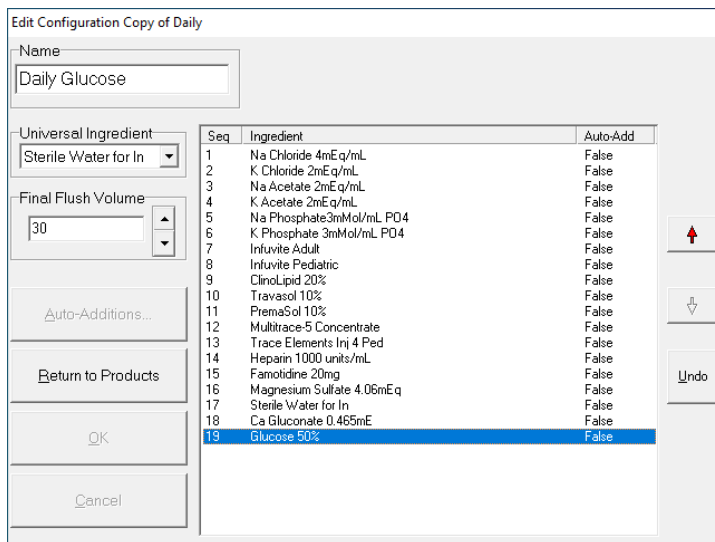 Edit Configuration Copy of Daily
Name
Daily Glucose
Universal Ingredient
Sterile Water for In
Final Flush Volume
30
Auto-Additions...
Return to Products
OK
Cancel
Seq Ingredient Auto-Add
1 Na Chloride 4mEq/mL False
2 K Chloride 2mEq/mL False
3 Na Acetate 2mEq/mL False
4 K Acetate 2mEq/mL False
5 Na Phosphate3mMol/mL PO4 False
6 K Phosphate 3mMol/mL PO4 False
7 Infuvite Adult False
8 Infuvite Pediatric False
9 ClinoLipid 20% False
10 Travasol 10% False
11 PremaSol 10% False
12 Multitrace-5 Concentrate False
13 Trace Elements Inj 4 Ped False
14 Heparin 1000 units/mL False
15 Famotidine 20mg False
16 Magnesium Sulfate 4.06mEq False
17 Sterile Water for In False
18 Ca Gluconate 0.465mE False
19 Glucose 50% False
Undo